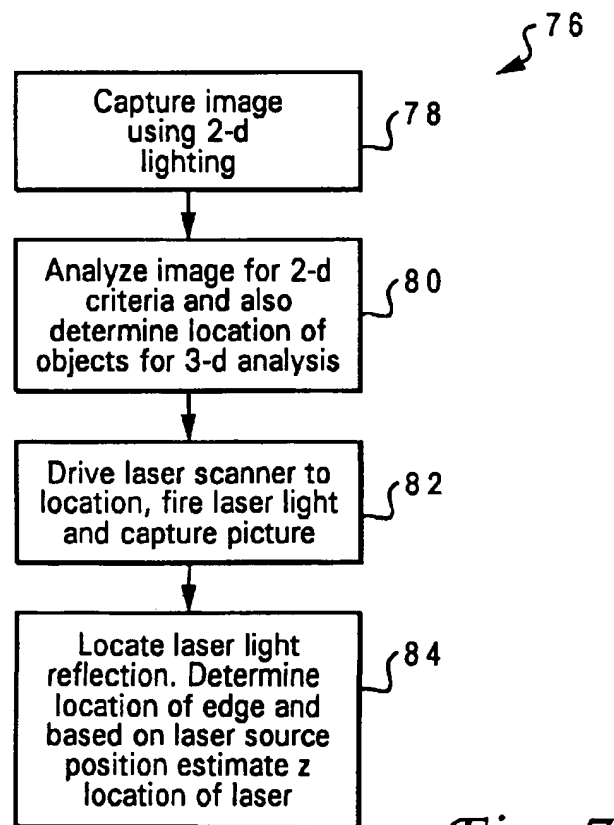 76
Capture image
using 2-d
lighting
78
Analyze image for 2-d
criteria and also
determine location of
objects for 3-d analysis
80
Drive laser scanner to
location, fire laser light
and capture picture
82
Locate laser light
reflection. Determine
location of edge and
based on laser source
position estimate z
location of laser
84